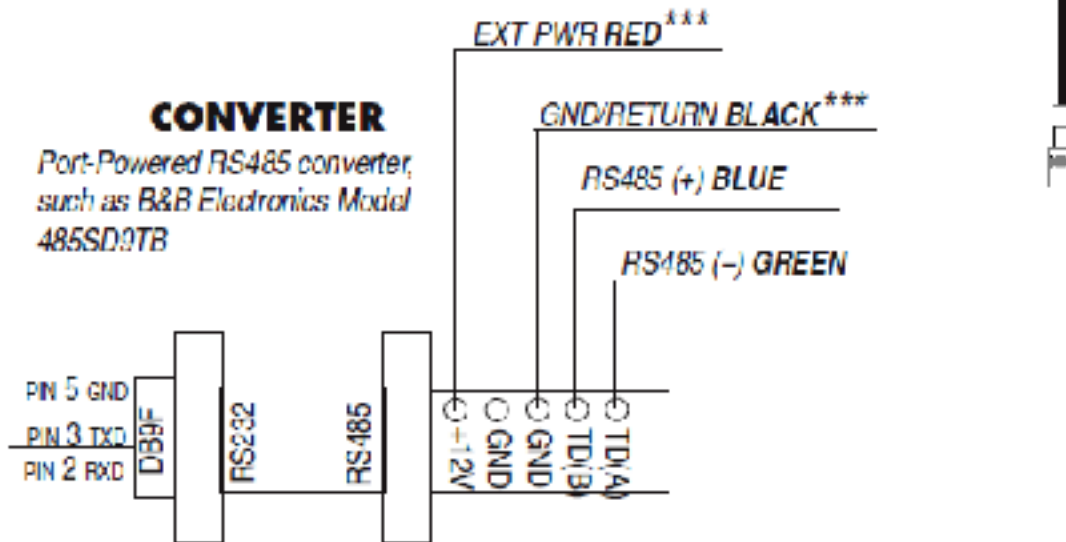 EXT PWR RED***
CONVERTER
GND/RETURN BLACK***
Port-Powered RS485 converter,
such as B&B Electronics Model
485SD9TB
RS485 (+) BLUE
RS485 (−) GREEN
PIN 5 GND
PIN 3 TXD
PIN 2 RXD
DB9F
RS232
RS485
+12V
GND
GND
TD(B)
TD(A)